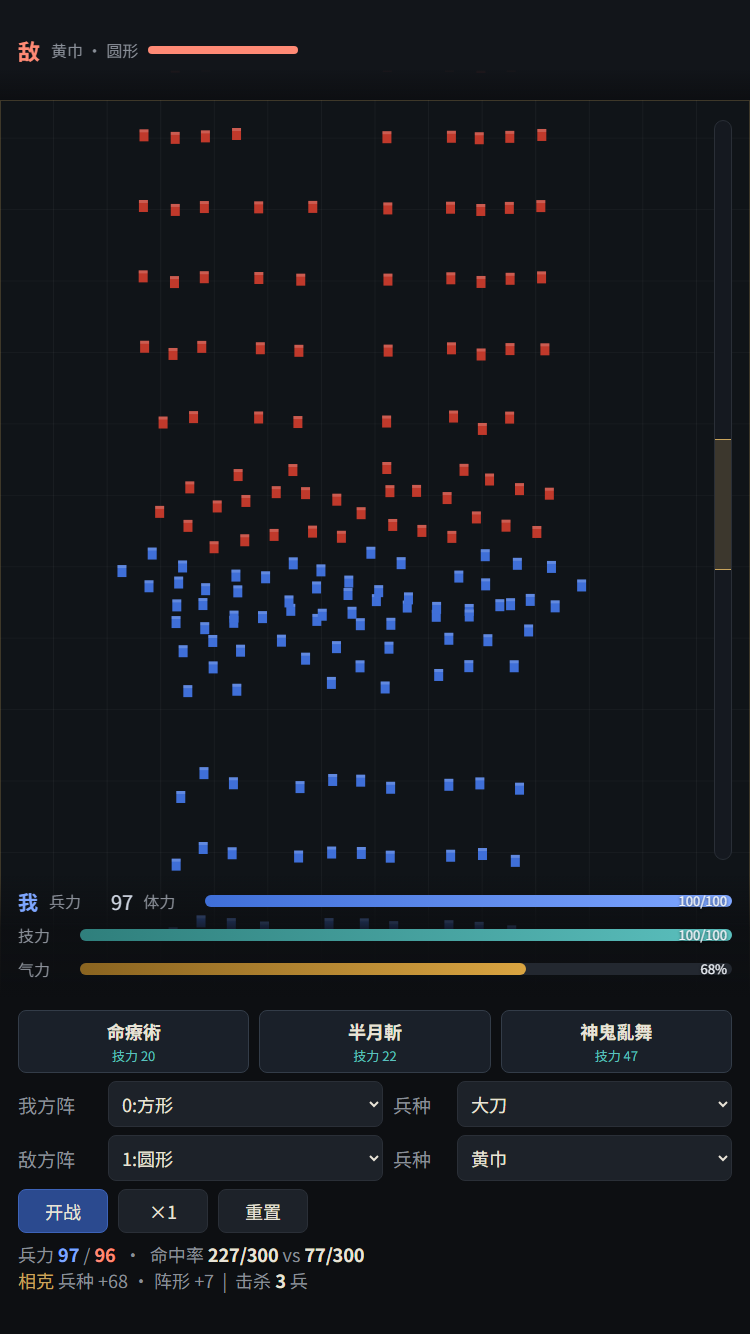 敌 黄巾 • 圆形
我 兵力 97 体力 100/100
技力 100/100
气力 68%
命療術 半月斬 神鬼亂舞
技力 20 技力 22 技力 47
我方阵 0:方形 兵种 大刀
敌方阵 1:圆形 兵种 黄巾
开战 ×1 重置
兵力 97 / 96 • 命中率 227/300 vs 77/300
相克 兵种 +68 • 阵形 +7 | 击杀 3 兵